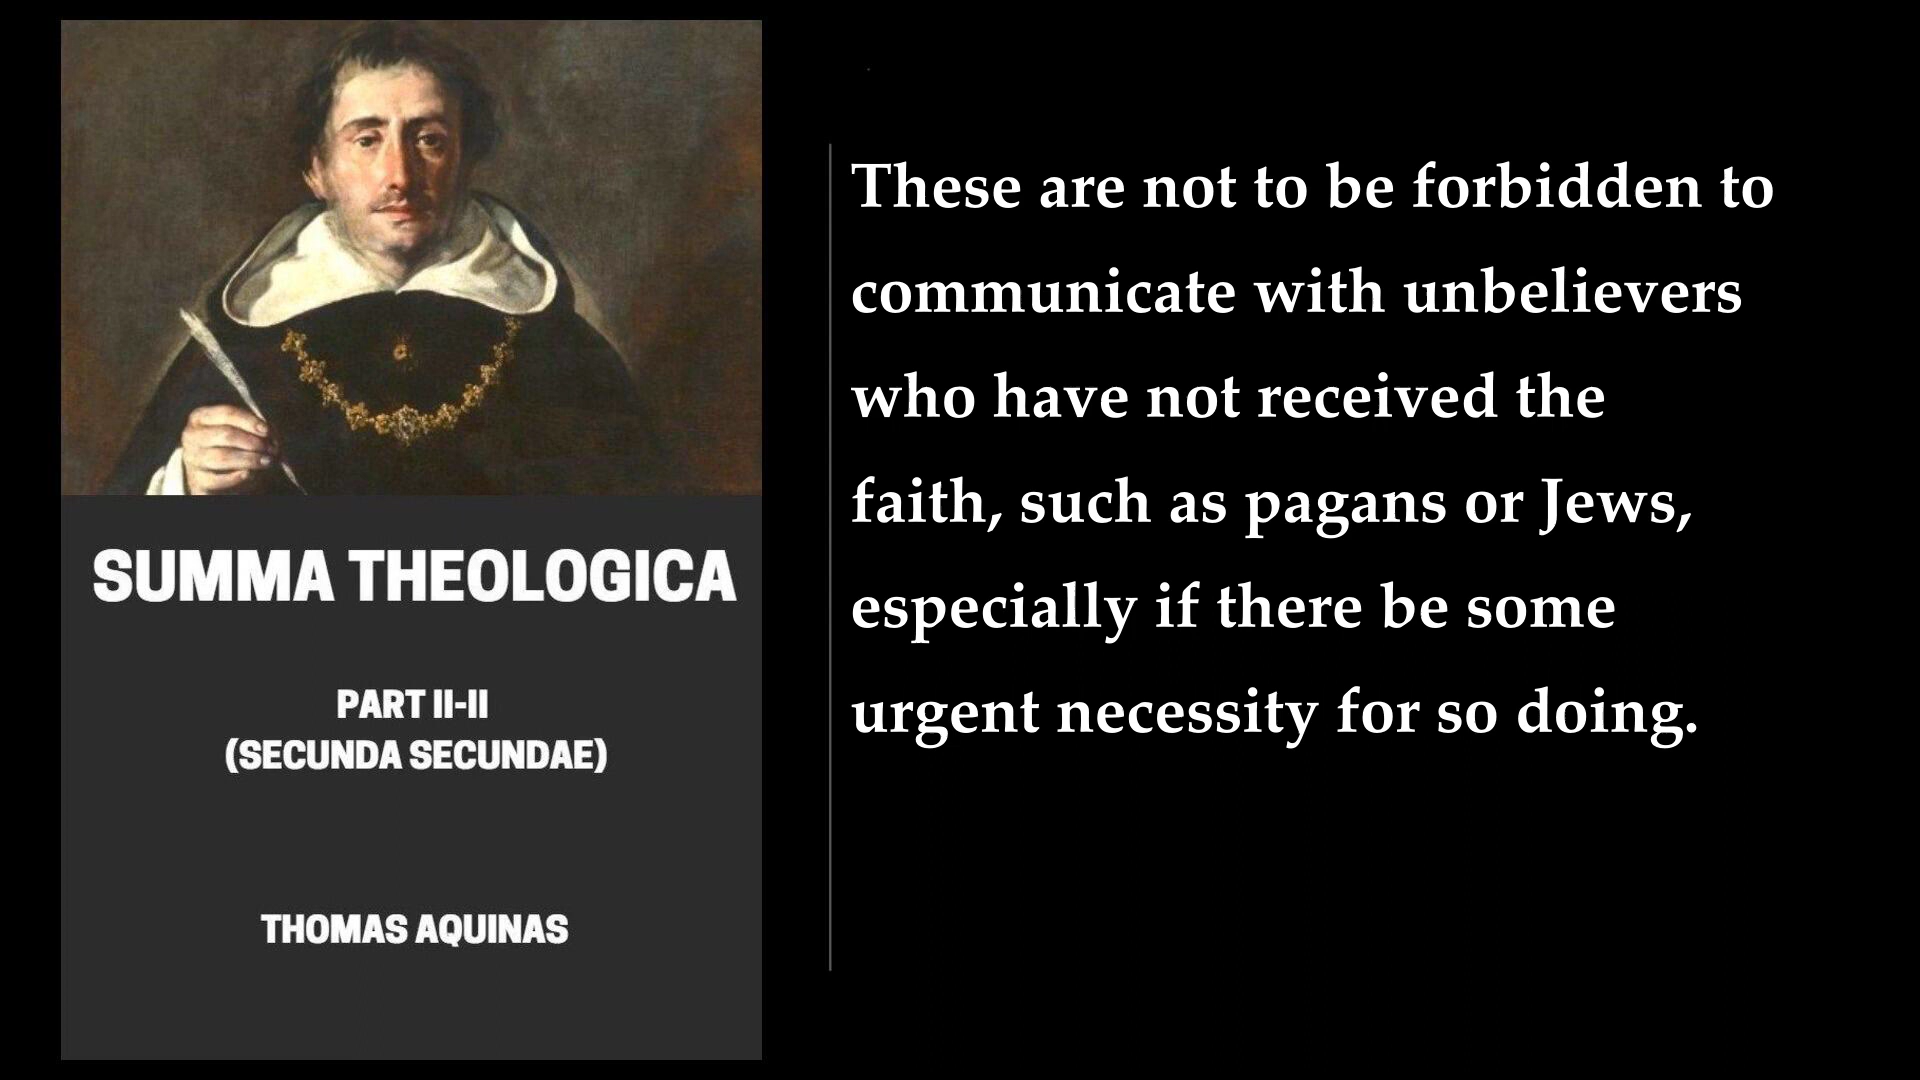 SUMMA THEOLOGICA
PART II-II
(SECUNDA SECUNDAE)
THOMAS AQUINAS
These are not to be forbidden to
communicate with unbelievers
who have not received the
faith, such as pagans or Jews,
especially if there be some
urgent necessity for so doing.